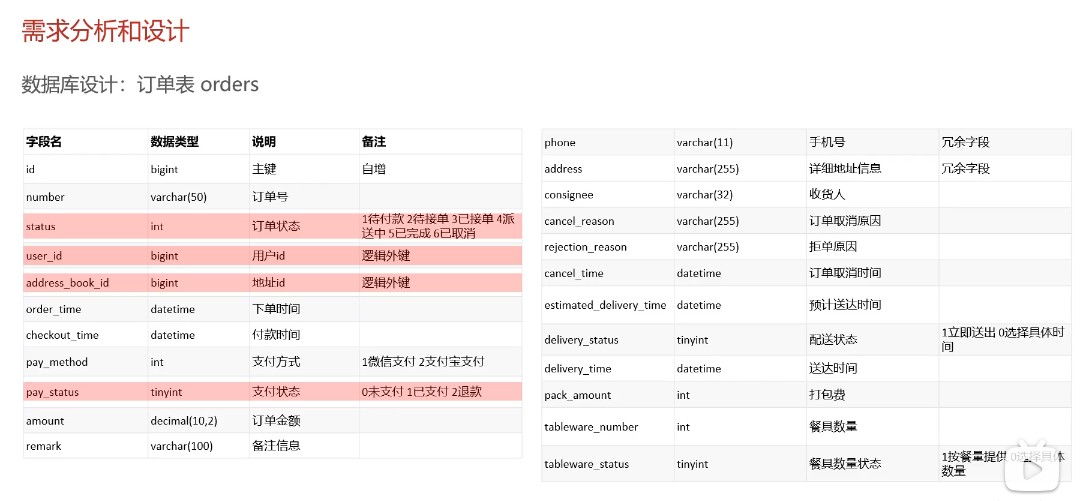 需求分析和设计
数据库设计：订单表 orders
字段名 数据类型 说明 备注
id bigint 主键 自增
number varchar(50) 订单号
status int 订单状态 1待付款 2待接单 3已接单 4派
送中 5已完成 6已取消
user_id bigint 用户id 逻辑外键
address_book_id bigint 地址id 逻辑外键
order_time datetime 下单时间
checkout_time datetime 付款时间
pay_method int 支付方式 1微信支付 2支付宝支付
pay_status tinyint 支付状态 0未支付 1已支付 2退款
amount decimal(10,2) 订单金额
remark varchar(100) 备注信息
phone varchar(11) 手机号 冗余字段
address varchar(255) 详细地址信息 冗余字段
consignee varchar(32) 收货人
cancel_reason varchar(255) 订单取消原因
rejection_reason varchar(255) 拒单原因
cancel_time datetime 订单取消时间
estimated_delivery_time datetime 预计送达时间
delivery_status tinyint 配送状态 1立即送出 0选择具体时
间
delivery_time datetime 送达时间
pack_amount int 打包费
tableware_number int 餐具数量
tableware_status tinyint 餐具数量状态 1按餐量提供 0选择具体
数量